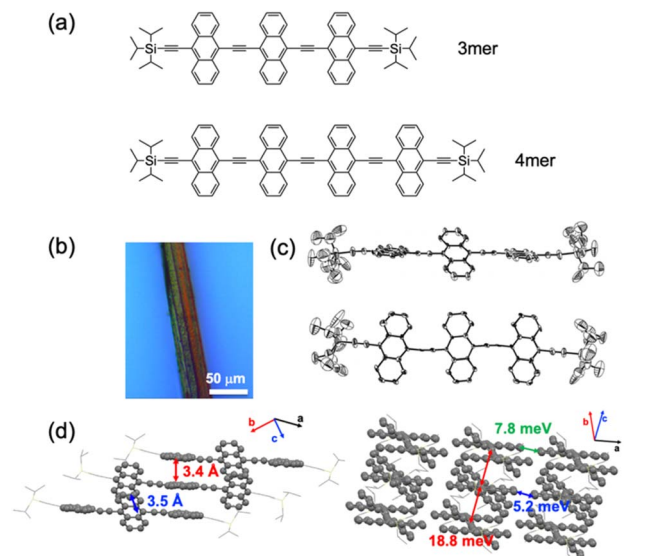 (a)
Si
Si
3mer
Si
Si
4mer
(b)
50 μm
(c)
(d)
b
a
c
3.4 Å
3.5 Å
7.8 meV
b
c
a
5.2 meV
18.8 meV